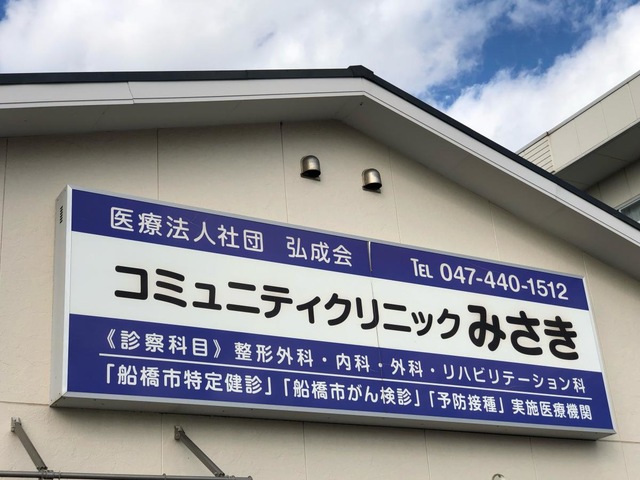 医療法人社団 弘成会 TEL 047-440-1512
コミュニティクリニックみさき
《診察科目》整形外科・内科・外科・リハビリテーション科
「船橋市特定健診」「船橋市がん検診」「予防接種」実施医療機関